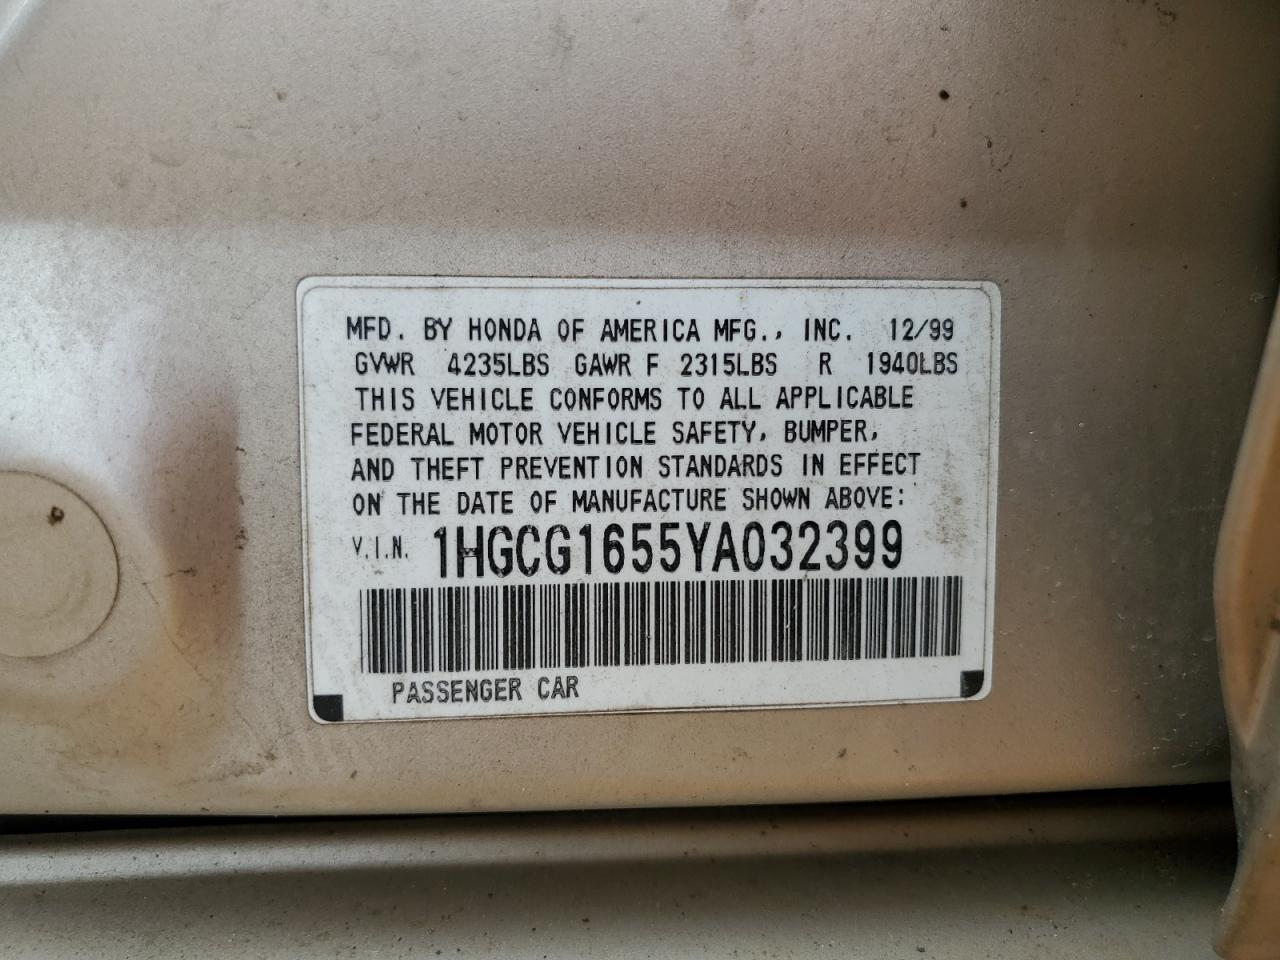 MFD. BY HONDA OF AMERICA MFG., INC. 12/99
GVWR 4235LBS GAWR F 2315LBS R 1940LBS
THIS VEHICLE CONFORMS TO ALL APPLICABLE
FEDERAL MOTOR VEHICLE SAFETY, BUMPER,
AND THEFT PREVENTION STANDARDS IN EFFECT
ON THE DATE OF MANUFACTURE SHOWN ABOVE:
V.I.N. 1HGCG1655YA032399
PASSENGER CAR